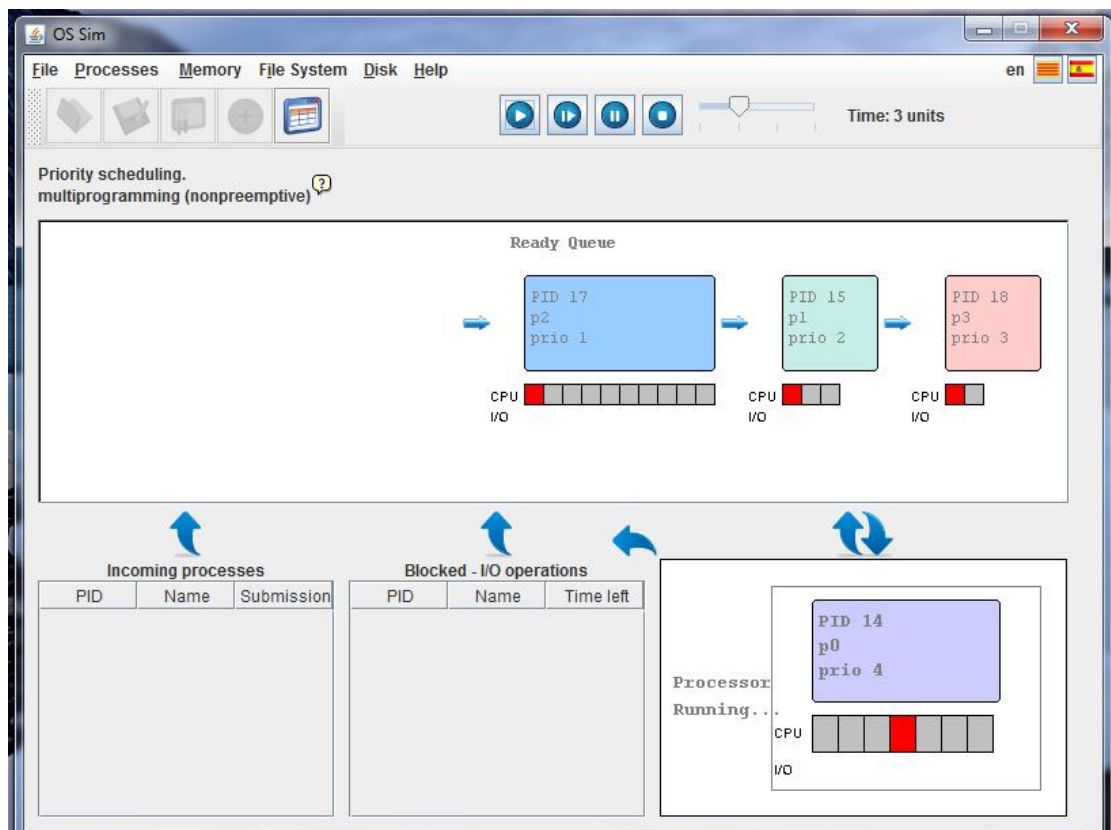 OS Sim
File Processes Memory File System Disk Help en
Time: 3 units
Priority scheduling.
multiprogramming (nonpreemptive) ?
Ready Queue
PID 17
p2
prio 1
PID 15
p1
prio 2
PID 18
p3
prio 3
CPU
I/O
CPU
I/O
CPU
I/O
Incoming processes
PID Name Submission
Blocked - I/O operations
PID Name Time left
Processor
Running...
PID 14
p0
prio 4
CPU
I/O